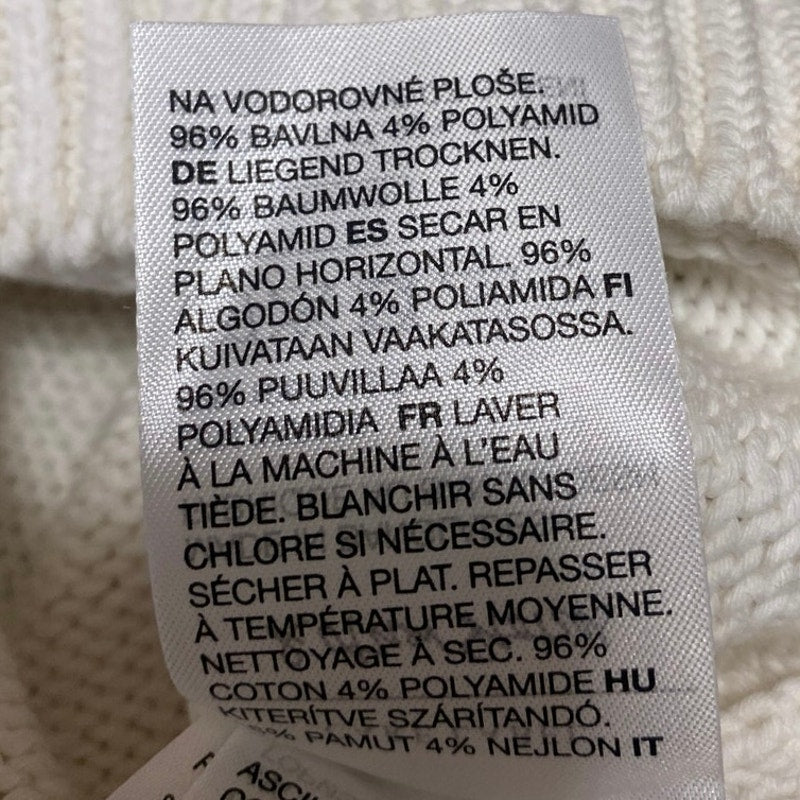 NA VODOROVNÉ PLOŠE.
96% BAVLNA 4% POLYAMID
DE LIEGEND TROCKNEN.
96% BAUMWOLLE 4%
POLYAMID ES SECAR EN
PLANO HORIZONTAL. 96%
ALGODÓN 4% POLIAMIDA FI
KUIVATAAN VAAKATASOSSA.
96% PUUVILLAA 4%
POLYAMIDIA FR LAVER
À LA MACHINE À L'EAU
TIÈDE. BLANCHIR SANS
CHLORE SI NÉCESSAIRE.
SÉCHER À PLAT. REPASSER
À TEMPÉRATURE MOYENNE.
NETTOYAGE À SEC. 96%
COTON 4% POLYAMIDE HU
KITERÍTVE SZÁRÍTANDÓ.
PAMUT 4% NEJLON IT